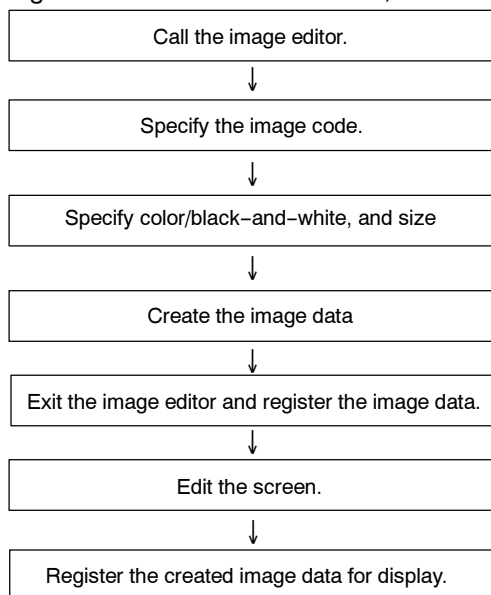 Call the image editor.
Specify the image code.
Specify color/black−and−white, and size
Create the image data
Exit the image editor and register the image data.
Edit the screen.
Register the created image data for display.